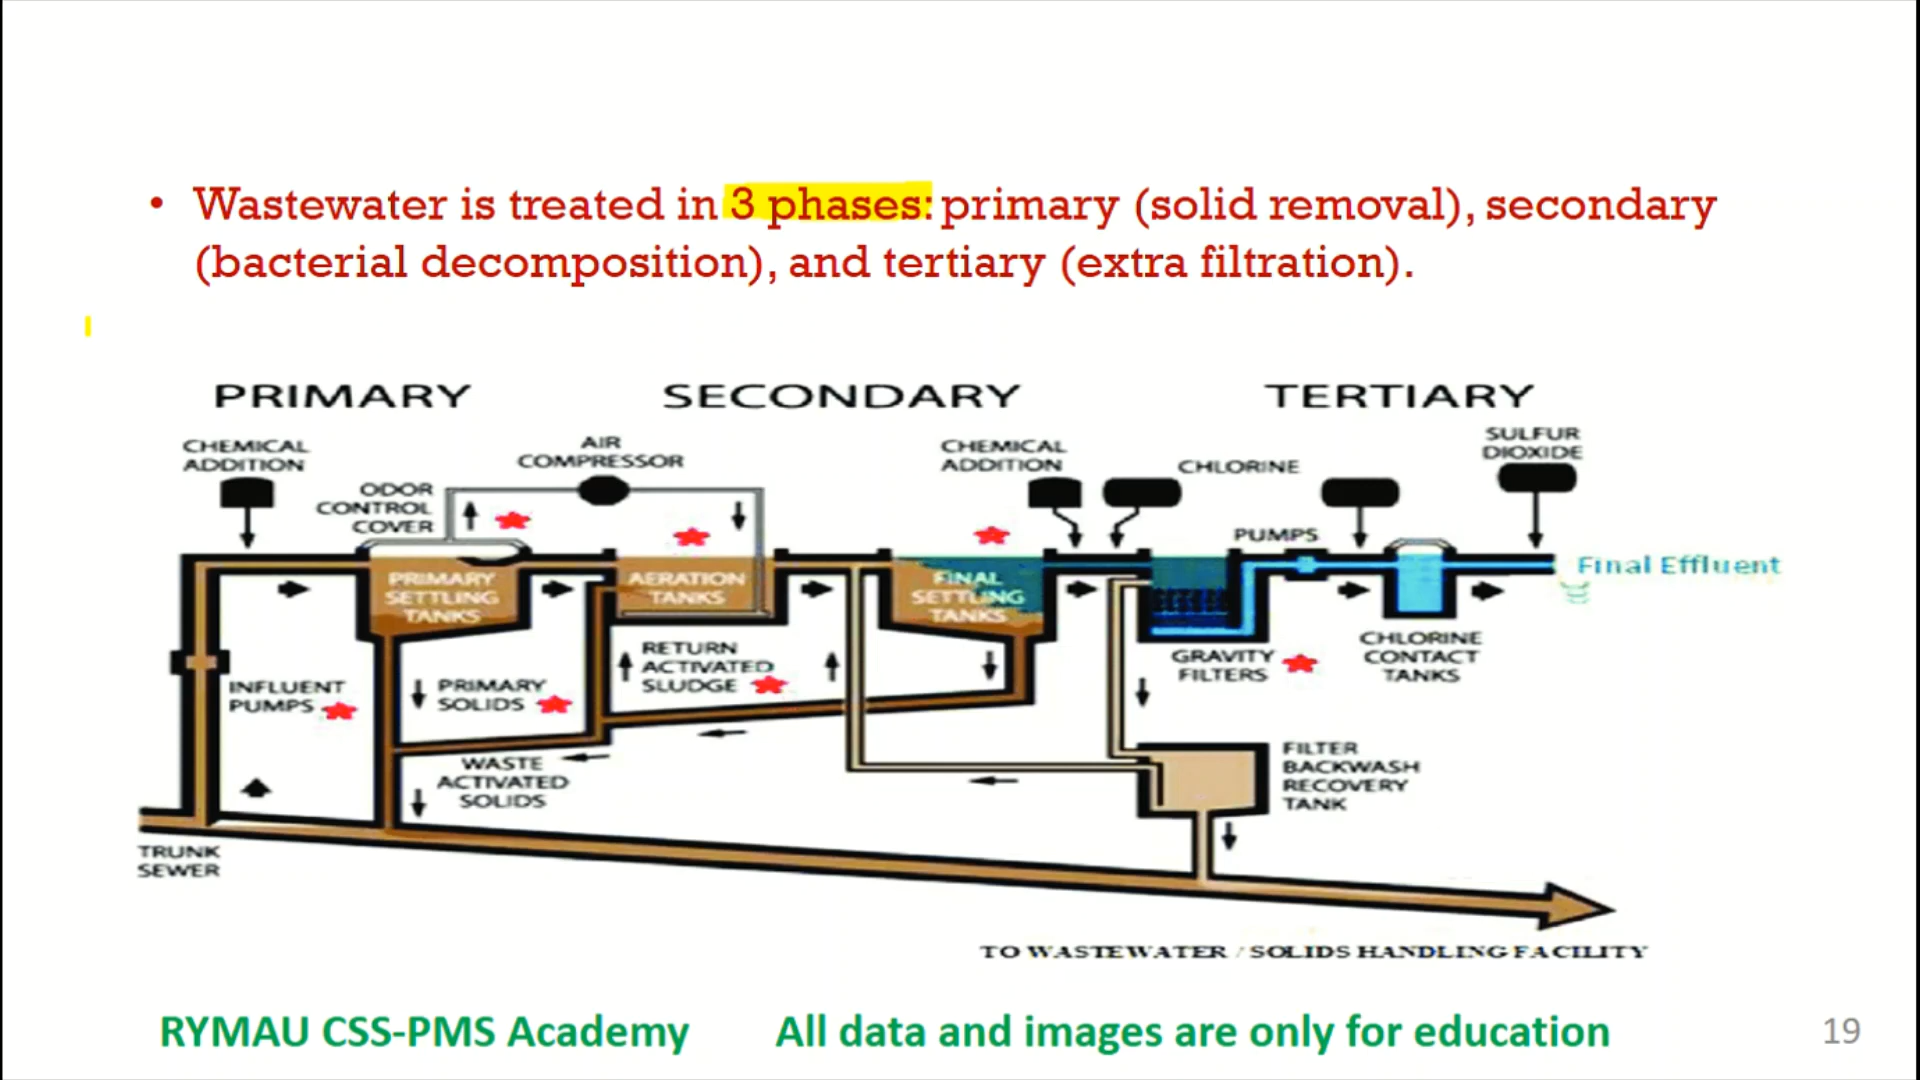 • Wastewater is treated in 3 phases: primary (solid removal), secondary
(bacterial decomposition), and tertiary (extra filtration).
PRIMARY
SECONDARY
TERTIARY
CHEMICAL
ADDITION
ODOR
CONTROL
COVER
AIR
COMPRESSOR
CHEMICAL
ADDITION
CHLORINE
SULFUR
DIOXIDE
PUMPS
PRIMARY
SETTLING
TANKS
AERATION
TANKS
FINAL
SETTLING
TANKS
Final Effluent
INFLUENT
PUMPS
PRIMARY
SOLIDS
RETURN
ACTIVATED
SLUDGE
GRAVITY
FILTERS
CHLORINE
CONTACT
TANKS
WASTE
ACTIVATED
SOLIDS
FILTER
BACKWASH
RECOVERY
TANK
TRUNK
SEWER
TO WASTEWATER / SOLIDS HANDLING FACILITY
RYMAU CSS-PMS Academy
All data and images are only for education
19